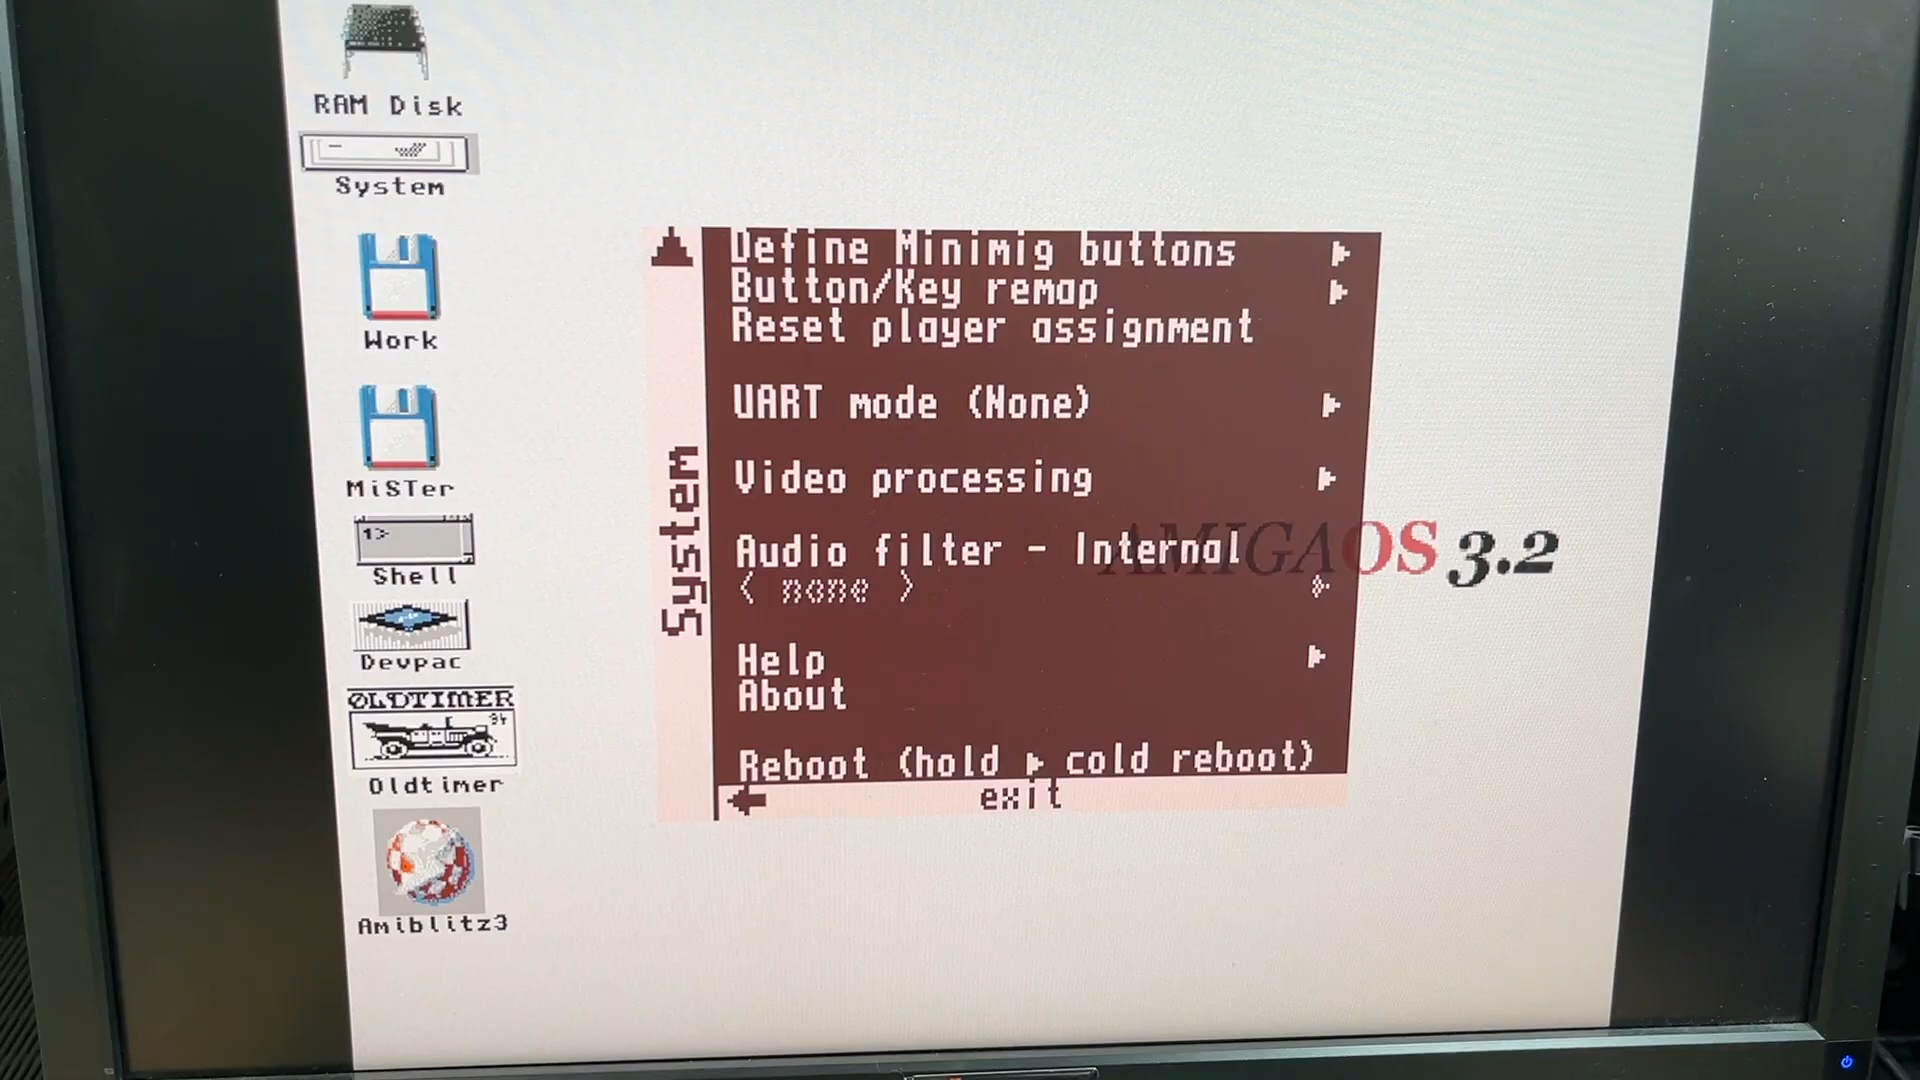 RAM Disk
System
Work
MiSTer
1>
Shell
Devpac
OLDTIMER
94
Oldtimer
Amiblitz3
System
Define Minimig buttons
Button/Key remap
Reset player assignment
UART mode (None)
Video processing
Audio filter - Internal
< none >
Help
About
Reboot (hold ▶ cold reboot)
exit
AMIGAOS 3.2